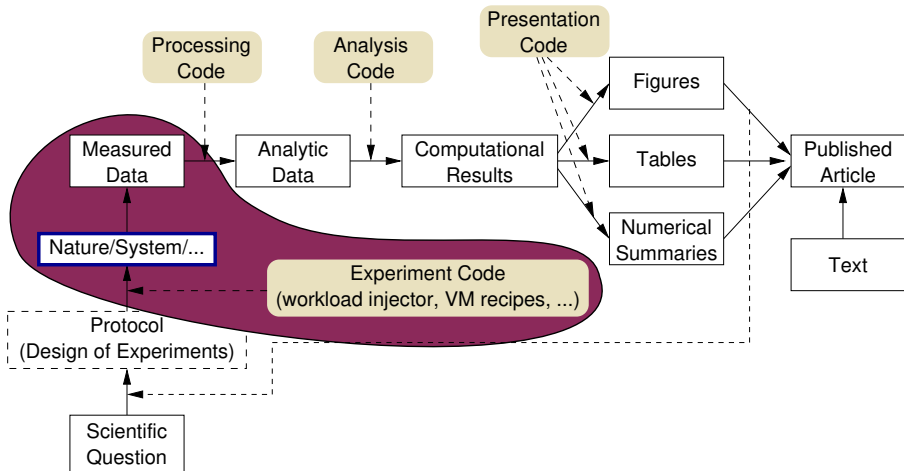 Processing
Code
Analysis
Code
Presentation
Code
Figures
Measured
Data
Analytic
Data
Computational
Results
Tables
Published
Article
Numerical
Summaries
Text
Nature/System/...
Experiment Code
(workload injector, VM recipes, ...)
Protocol
(Design of Experiments)
Scientific
Question